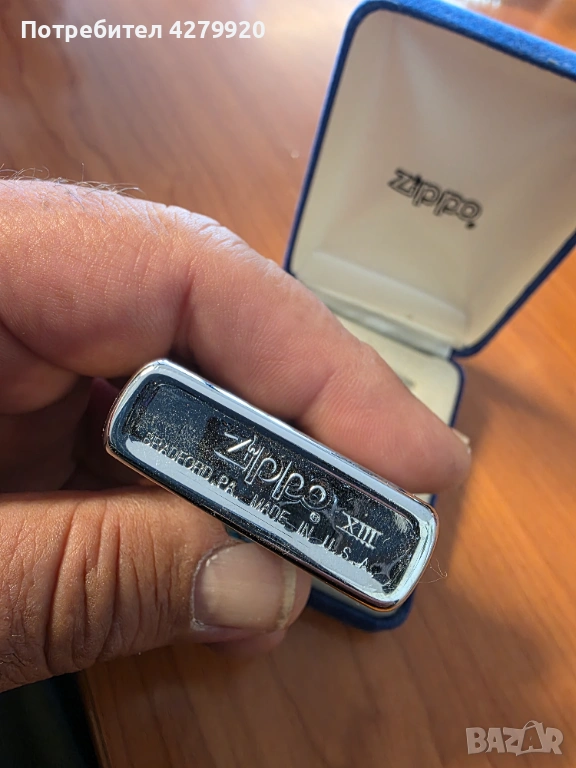 Потребител 4279920
zippo
zippo ® XIII
BRADFORD, PA. MADE IN U.S.A.
BAZAR